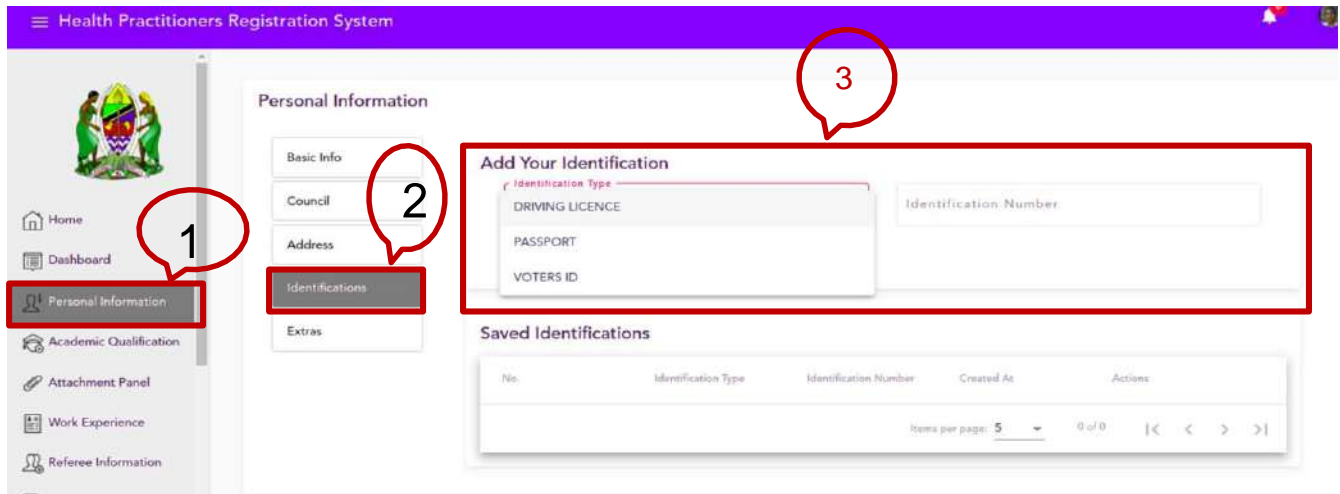 Health Practitioners Registration System
3
Personal Information
Basic Info
Council
Address
Identifications
Extras
2
1
Home
Dashboard
Personal Information
Academic Qualification
Attachment Panel
Work Experience
Referee Information
Add Your Identification
Identification Type
DRIVING LICENCE
PASSPORT
VOTERS ID
Identification Number
Saved Identifications
No. Identification Type Identification Number Created At Actions
Items per page: 5 0 of 0 |< < > >|